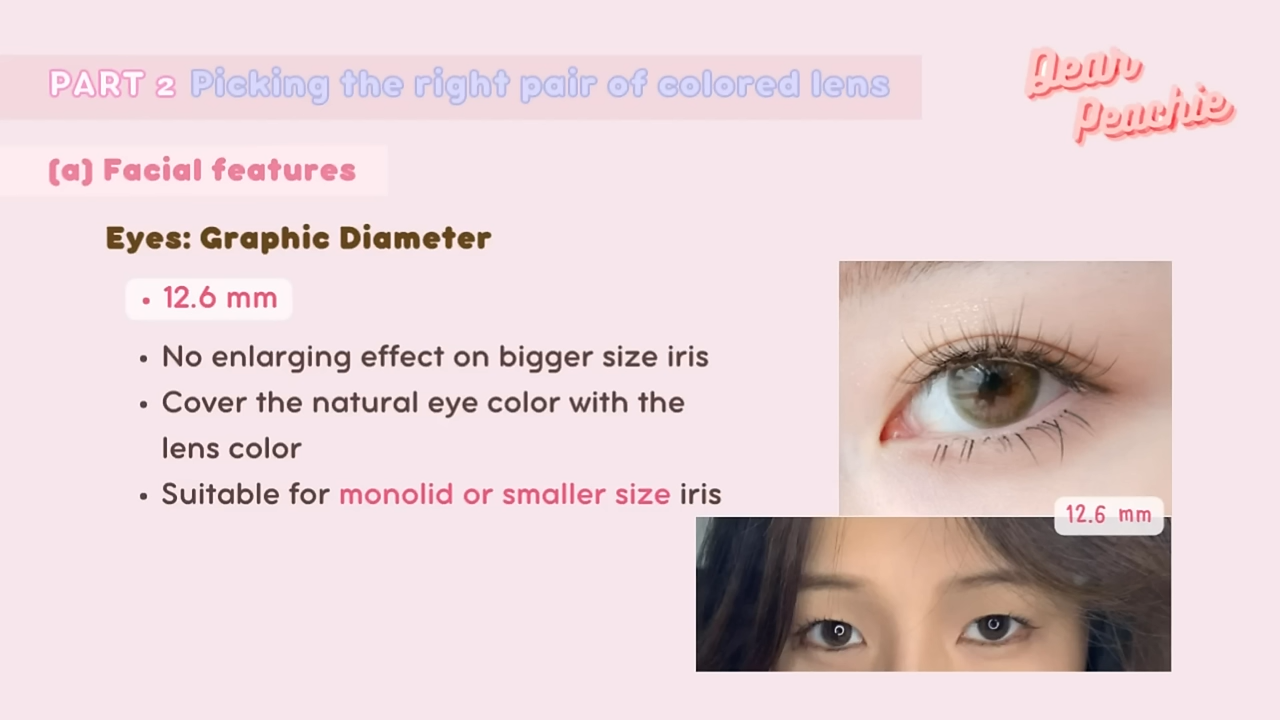 PART 2 Picking the right pair of colored lens
Dear
Peachie
(a) Facial features
Eyes: Graphic Diameter
• 12.6 mm
• No enlarging effect on bigger size iris
• Cover the natural eye color with the
lens color
• Suitable for monolid or smaller size iris
12.6 mm